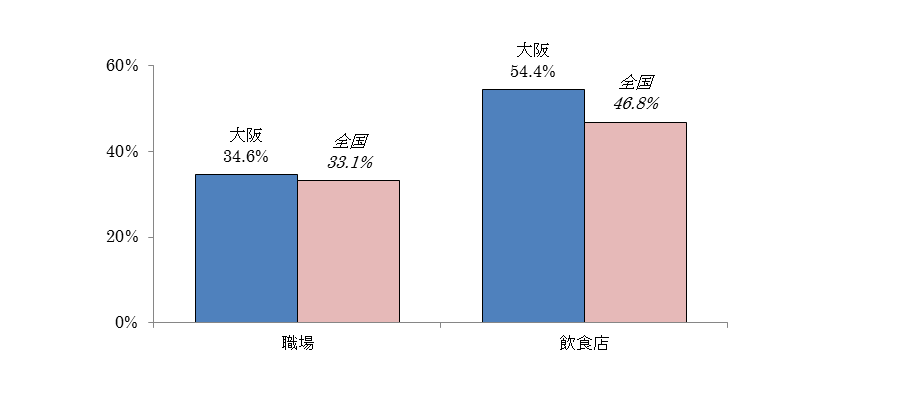 大阪
54.4%
60%
全国
46.8%
大阪
34.6%
全国
33.1%
40%
20%
0%
職場
飲食店